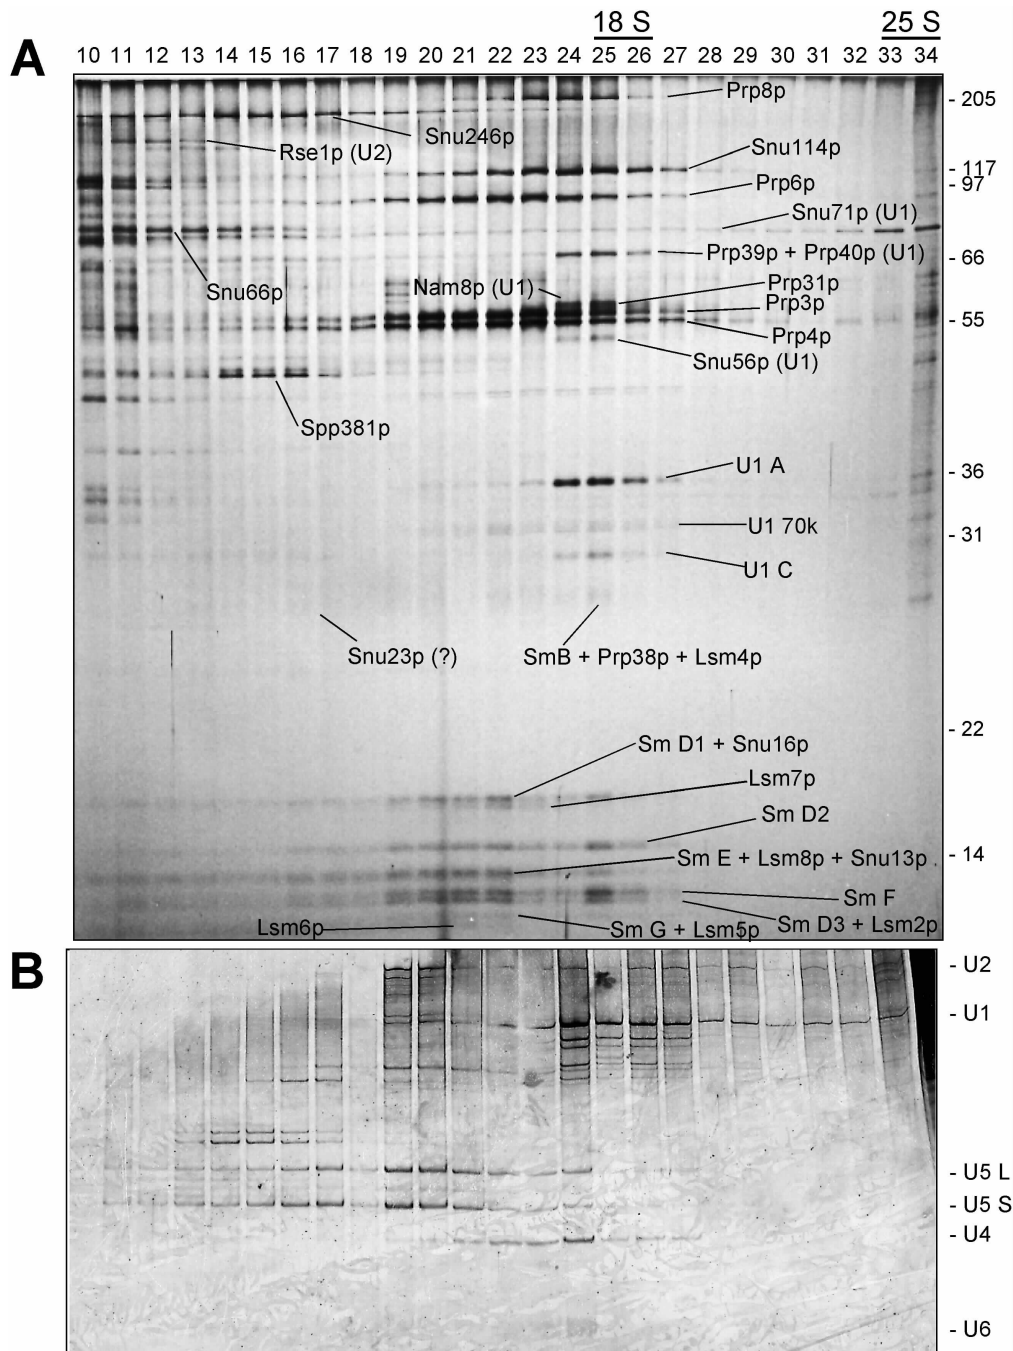 18 S 25 S
A 10 11 12 13 14 15 16 17 18 19 20 21 22 23 24 25 26 27 28 29 30 31 32 33 34
Prp8p - 205
Snu246p
Rse1p (U2) Snu114p
- 117
Prp6p - 97
Snu71p (U1)
Prp39p + Prp40p (U1) - 66
Snu66p Nam8p (U1) Prp31p
Prp3p
- 55
Prp4p
Snu56p (U1)
Spp381p
U1 A - 36
U1 70k
- 31
U1 C
Snu23p (?) SmB + Prp38p + Lsm4p
- 22
Sm D1 + Snu16p
Lsm7p
Sm D2
Sm E + Lsm8p + Snu13p - 14
Sm F
Lsm6p Sm G + Lsm5p Sm D3 + Lsm2p
B - U2
- U1
- U5 L
- U5 S
- U4
- U6